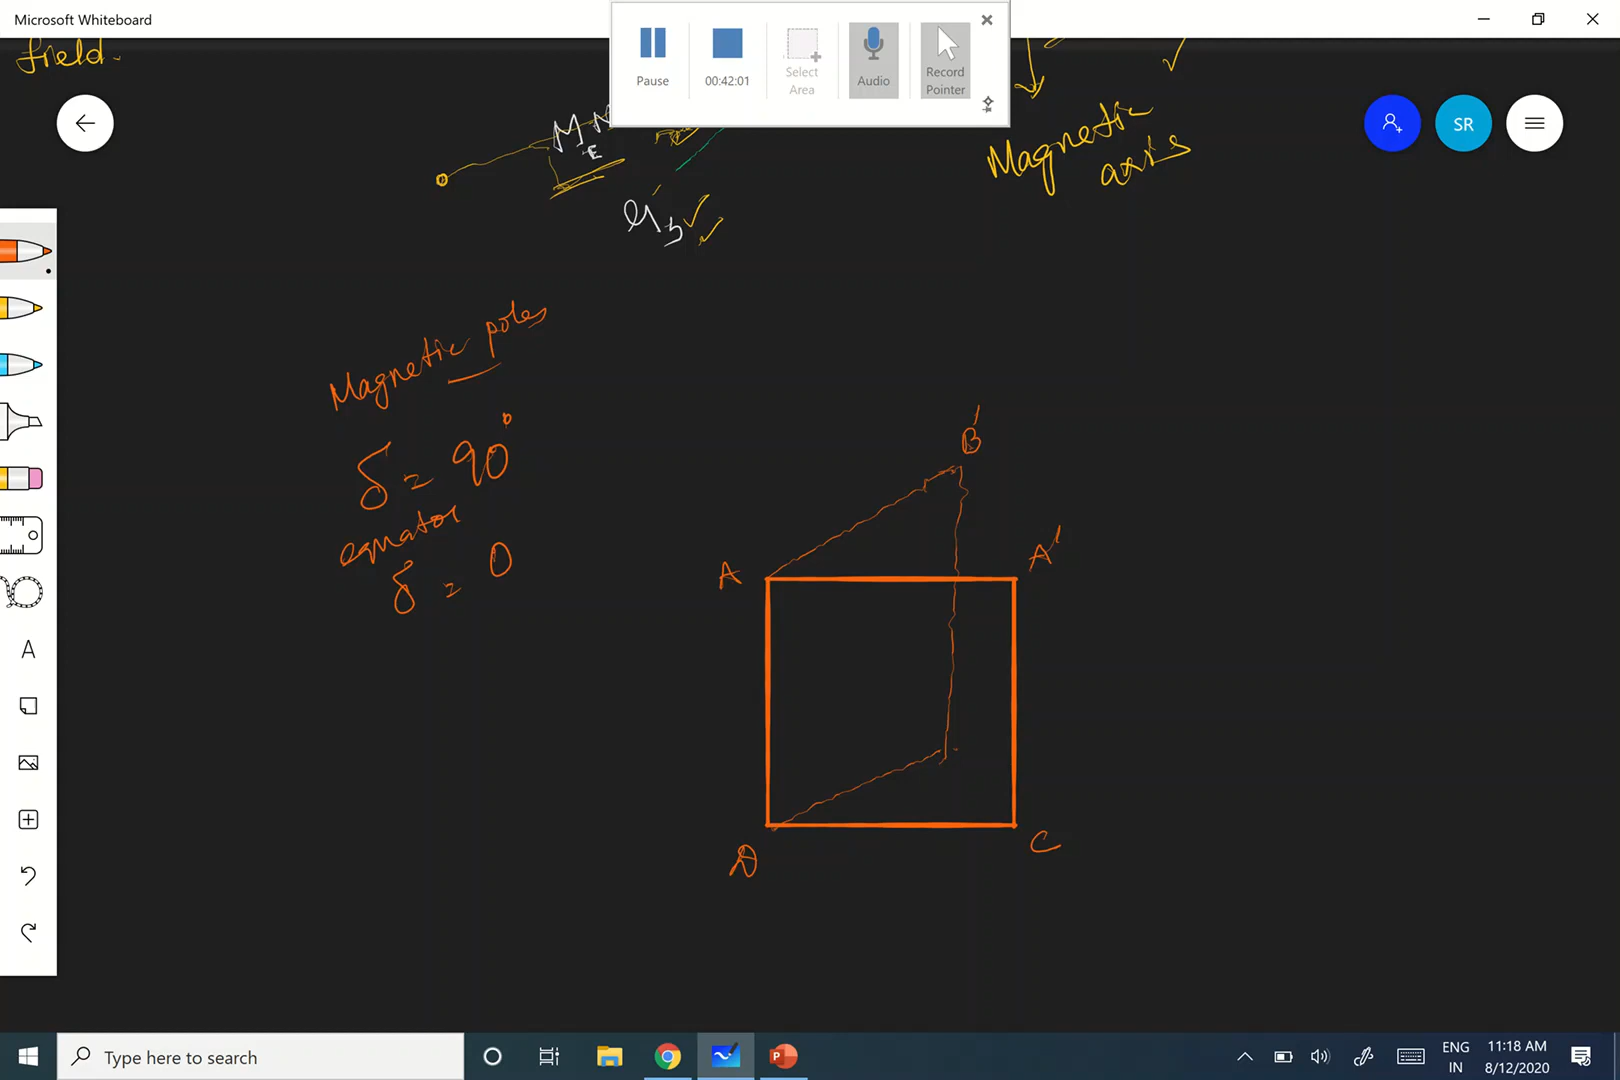 Microsoft Whiteboard
Pause
00:42:01
Select Area
Audio
Record Pointer
field.
SR
Magnetic
axis
Magnetic poles
δ = 90°
equator
δ = 0
B'
A
A'
D
C
A
Type here to search
ENG
IN
11:18 AM
8/12/2020